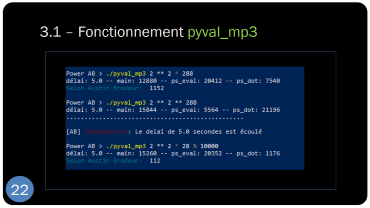 3.1 – Fonctionnement pyval_mp3
Power AB > ./pyval_mp3 2 ** 2 * 288
délai: 5.0 -- main: 12880 -- ps_eval: 20412 -- ps_dot: 7540
Selon Austin Brodeur: 1152
Power AB > ./pyval_mp3 2 ** 2 ** 288
délai: 5.0 -- main: 15844 -- ps_eval: 5564 -- ps_dot: 21196
..................................................
[AB] : Le delai de 5.0 secondes est écoulé
Power AB > ./pyval_mp3 2 ** 2 * 28 % 10000
délai: 5.0 -- main: 15260 -- ps_eval: 20352 -- ps_dot: 1176
Selon Austin Brodeur: 112
22